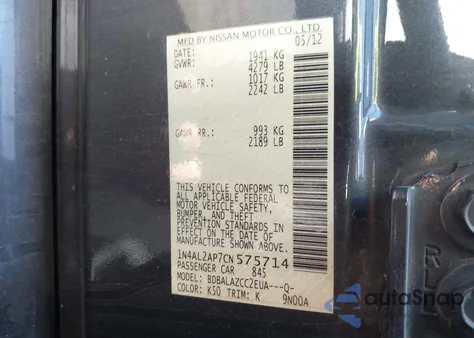 MFD BY NISSAN MOTOR CO., LTD
DATE: 05/12
GVWR: 1941 KG
4279 LB
GAWR FR.: 1017 KG
2242 LB
GAWR RR.: 993 KG
2189 LB
THIS VEHICLE CONFORMS TO
ALL APPLICABLE FEDERAL
MOTOR VEHICLE SAFETY,
BUMPER, AND THEFT
PREVENTION STANDARDS
IN EFFECT ON THE DATE OF
MANUFACTURE SHOWN ABOVE.
1N4AL2AP7CN575714
PASSENGER CAR 845
MODEL: BDBALAZCC2EUA---Q-
COLOR: K50 TRIM: K 9N00A
autoSnap